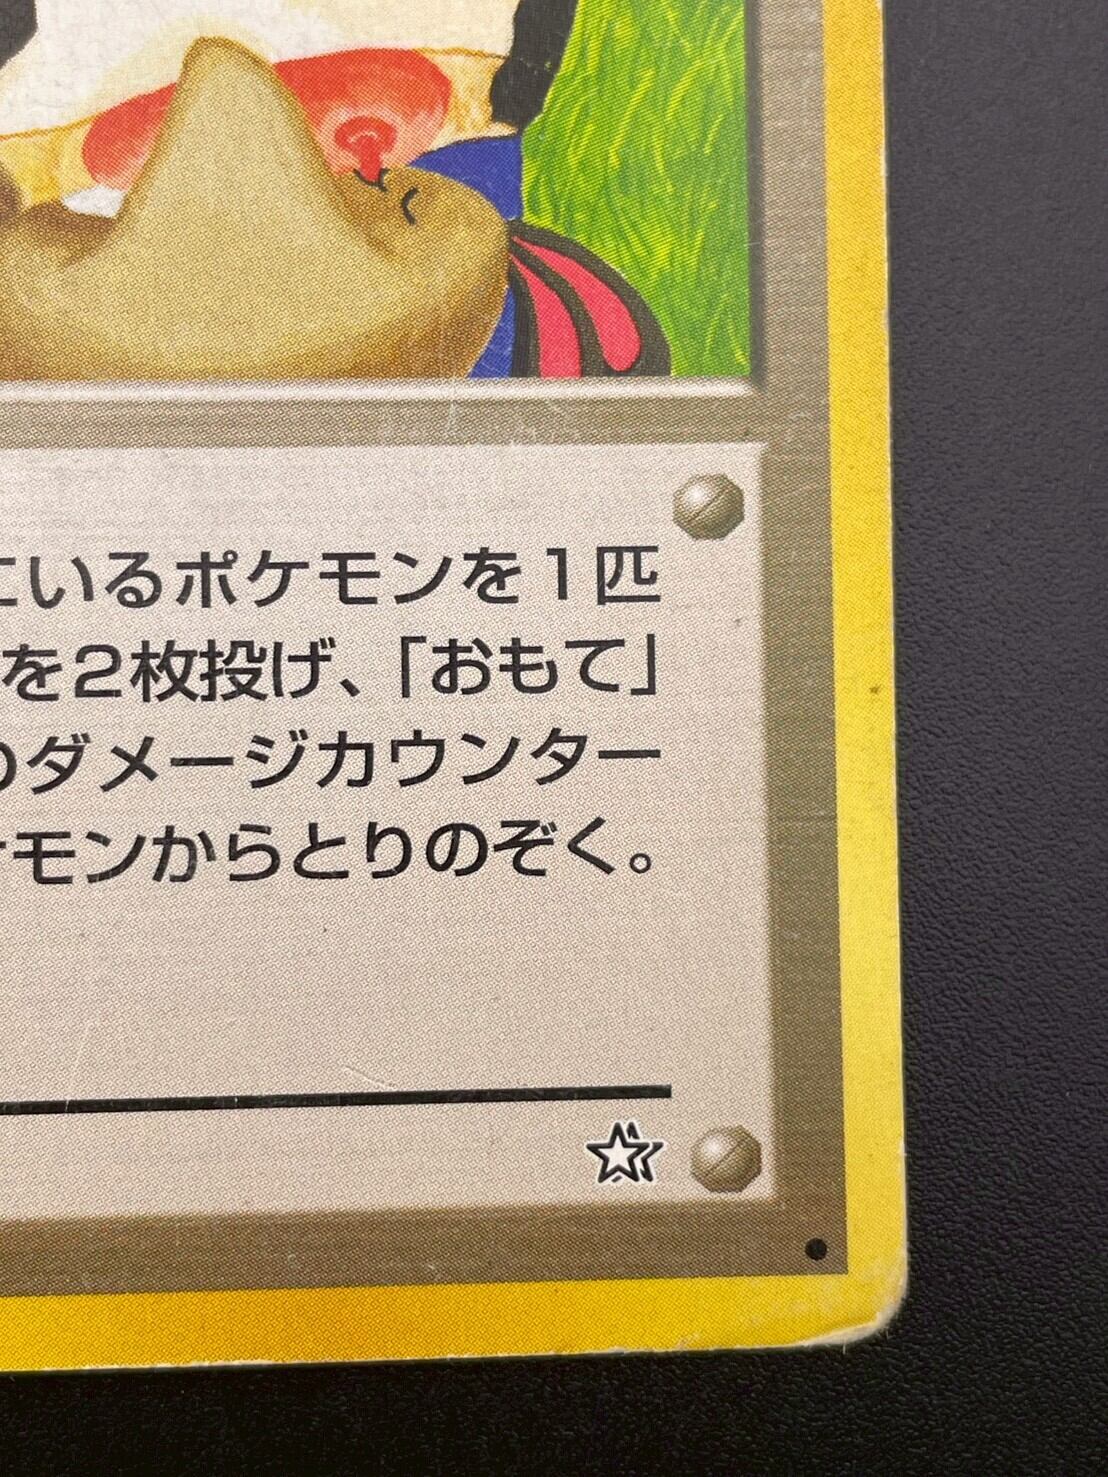 にいるポケモンを1匹
を2枚投げ、「おもて」
のダメージカウンター
ケモンからとりのぞく。